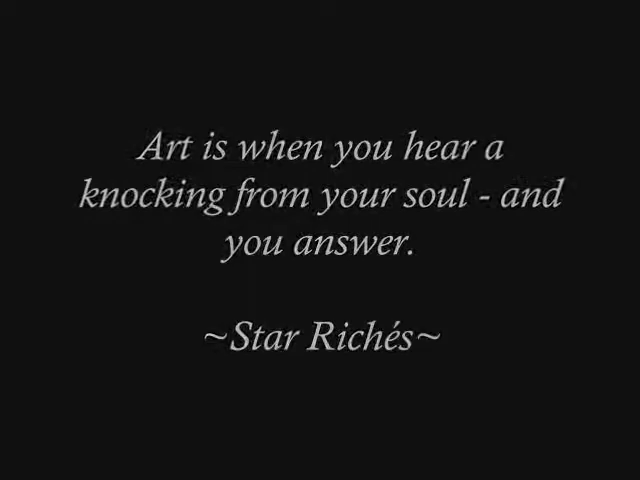 Art is when you hear a
knocking from your soul - and
you answer.
~Star Richés~